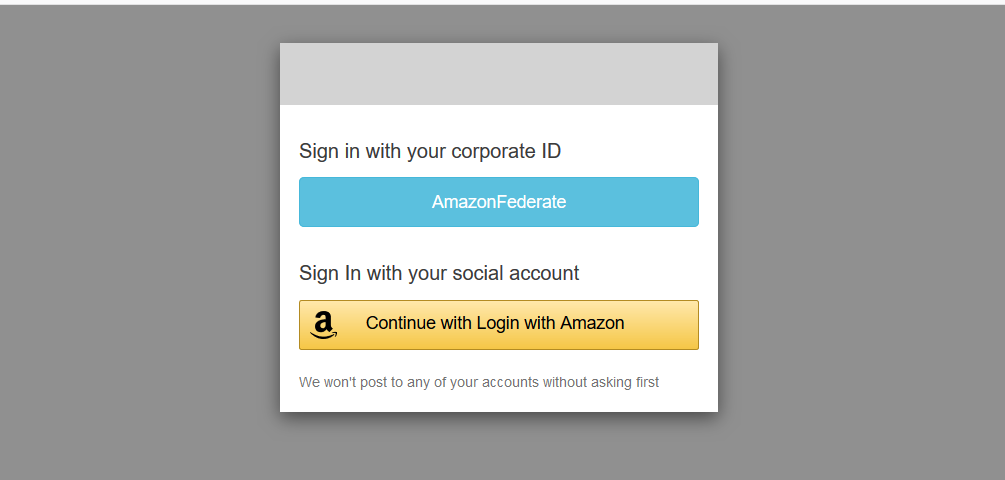 Sign in with your corporate ID
AmazonFederate
Sign In with your social account
Continue with Login with Amazon
We won't post to any of your accounts without asking first